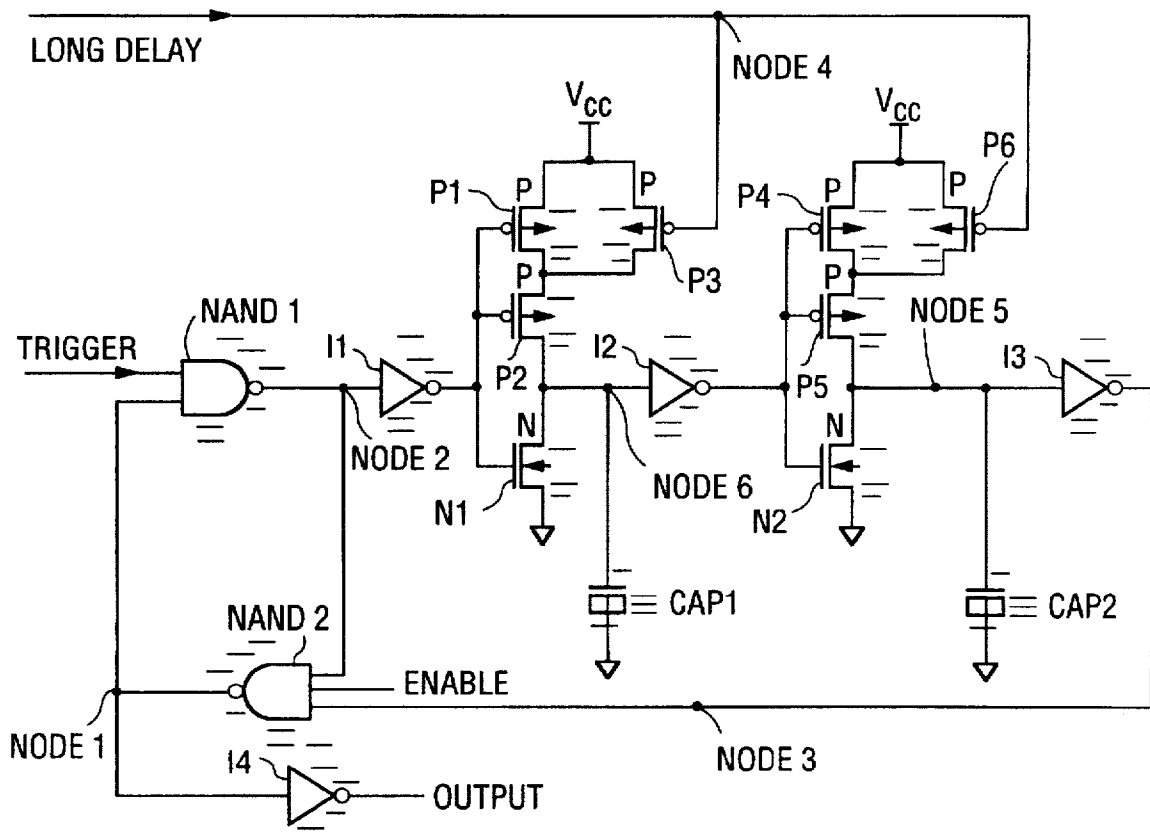 LONG DELAY
NODE 4
VCC
VCC
P6
P1
P
P
P4
P
P
P3
P
P
NAND 1
NODE 5
TRIGGER
I1
P2
I2
P5
I3
N
N
NODE 2
NODE 6
N1
N2
CAP1
CAP2
NAND 2
ENABLE
NODE 1
NODE 3
I4
OUTPUT